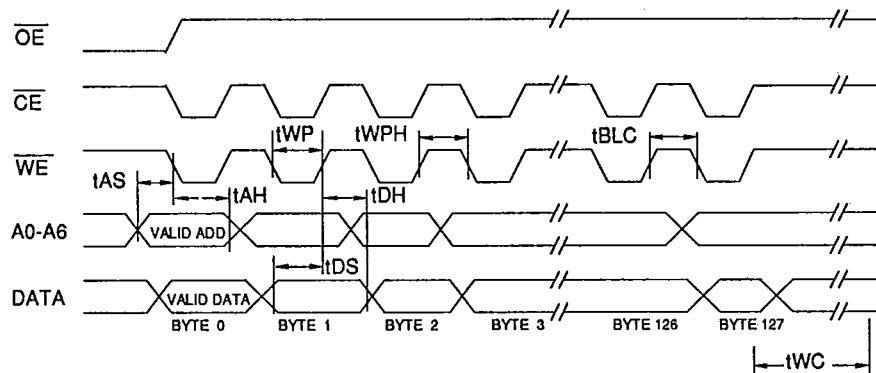 OE
CE
tWP tWPH tBLC
WE
tAS tAH tDH
A0-A6 VALID ADD
tDS
DATA VALID DATA
BYTE 0 BYTE 1 BYTE 2 BYTE 3 BYTE 126 BYTE 127
tWC